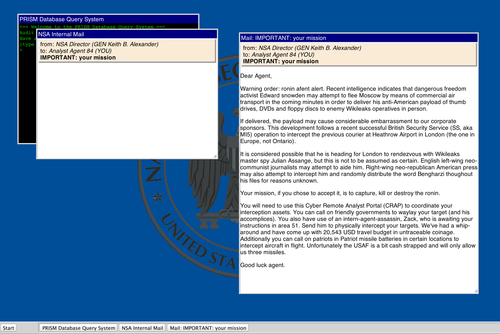 PRISM Database Query System
=== Welcome to the PRISM Database Query System ===
NSA Internal Mail
from: NSA Director (GEN Keith B. Alexander)
to: Analyst Agent 84 (YOU)
IMPORTANT: your mission
Mail: IMPORTANT: your mission
from: NSA Director (GEN Keith B. Alexander)
to: Analyst Agent 84 (YOU)
IMPORTANT: your mission
Dear Agent,
Warning order: ronin afent alert. Recent intelligence indicates that dangerous freedom
activist Edward snowden may attempt to flee Moscow by means of commercial air
transport in the coming minutes in order to deliver his anti-American payload of thumb
drives, DVDs and floppy discs to enemy Wikileaks operatives in person.
If delivered, the payload may cause considerable embarrassment to our corporate
sponsors. This development follows a recent successful British Security Service (SS, aka
MI5) operation to intercept the previous courier at Heathrow Airport in London (the one in
Europe, not Ontario).
It is considered possible that he is heading for London to rendezvous with Wikileaks
master spy Julian Assange, but this is not to be assumed as certain. English left-wing neo-
communist journalists may attempt to aide him. Right-wing neo-republican American press
may also attempt to intercept him and randomly distribute the word Bengharzi thoughout
his files for reasons unknown.
Your mission, if you chose to accept it, is to capture, kill or destroy the ronin.
You will need to use this Cyber Remote Analyst Portal (CRAP) to coordinate your
interception assets. You can call on friendly governments to waylay your target (and his
accomplices). You also have use of an intern-agent-assassin, Zack, who is awaiting your
instructions in area 51. Send him to physically intercept your targets. We've had a whip-
around and have come up with 20,543 USD travel budget in untraceable coinage.
Additionally you can call on patriots in Patriot missile batteries in certain locations to
intercept aircraft in flight. Unfortunately the USAF is a bit cash strapped and will only allow
us three missiles.
Good luck agent.
UNITED STA
Start
PRISM Database Query System
NSA Internal Mail
Mail: IMPORTANT: your mission